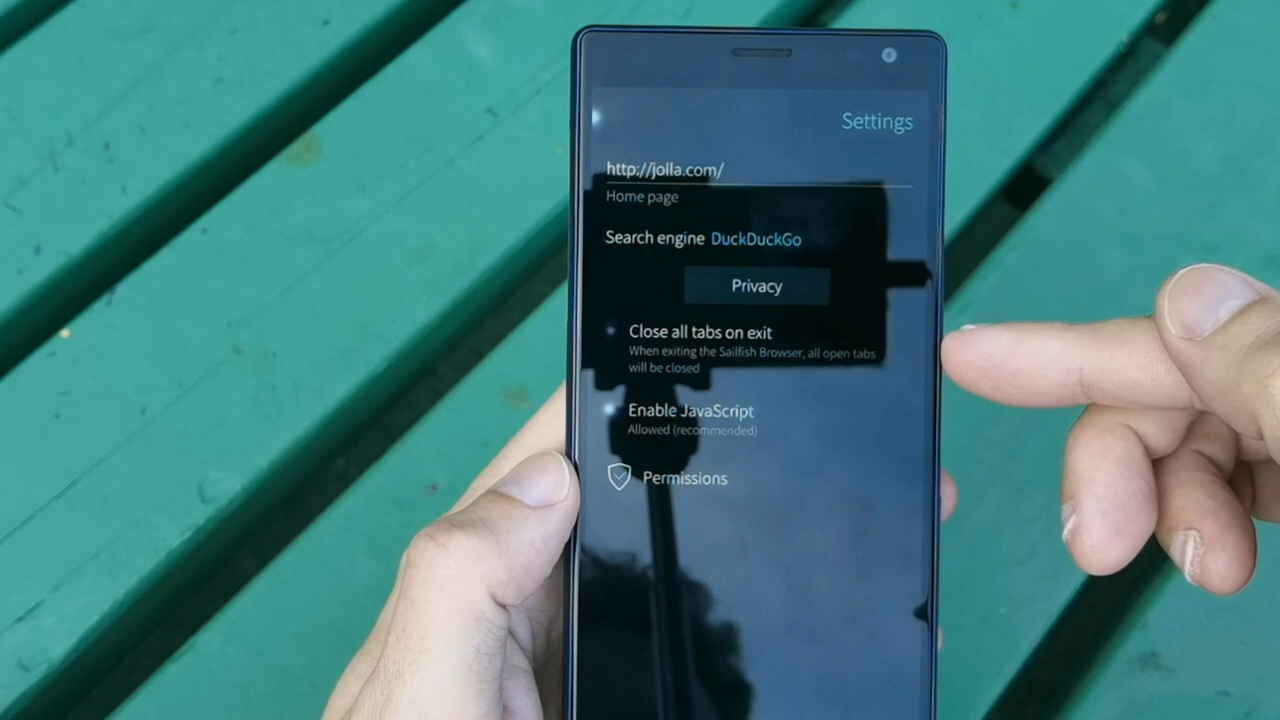 Settings
http://jolla.com/
Home page
Search engine DuckDuckGo
Privacy
Close all tabs on exit
When exiting the Sailfish Browser, all open tabs
will be closed
Enable JavaScript
Allowed (recommended)
Permissions